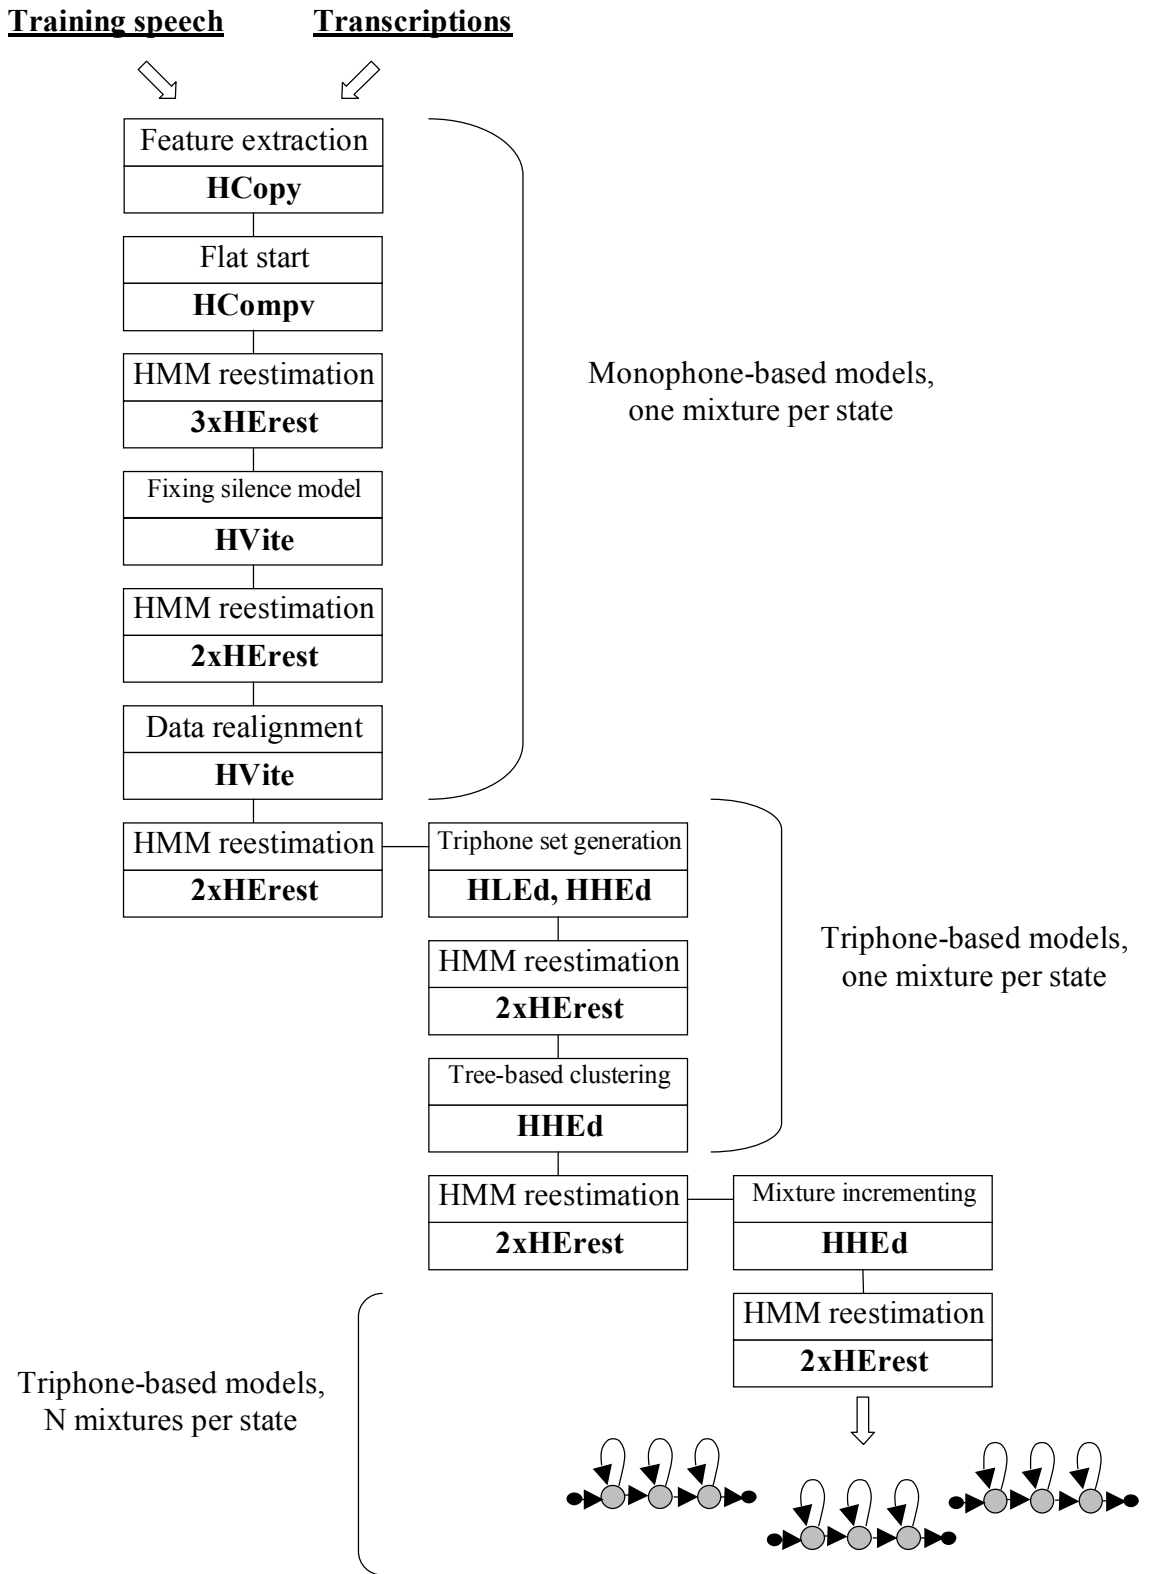 Training speech
Transcriptions
Feature extraction
HCopy
Flat start
HCompv
HMM reestimation
3xHErest
Fixing silence model
HVite
HMM reestimation
2xHErest
Data realignment
HVite
HMM reestimation
2xHErest
Monophone-based models,
one mixture per state
Triphone set generation
HLEd, HHEd
HMM reestimation
2xHErest
Tree-based clustering
HHEd
HMM reestimation
2xHErest
Triphone-based models,
one mixture per state
Mixture incrementing
HHEd
HMM reestimation
2xHErest
Triphone-based models,
N mixtures per state